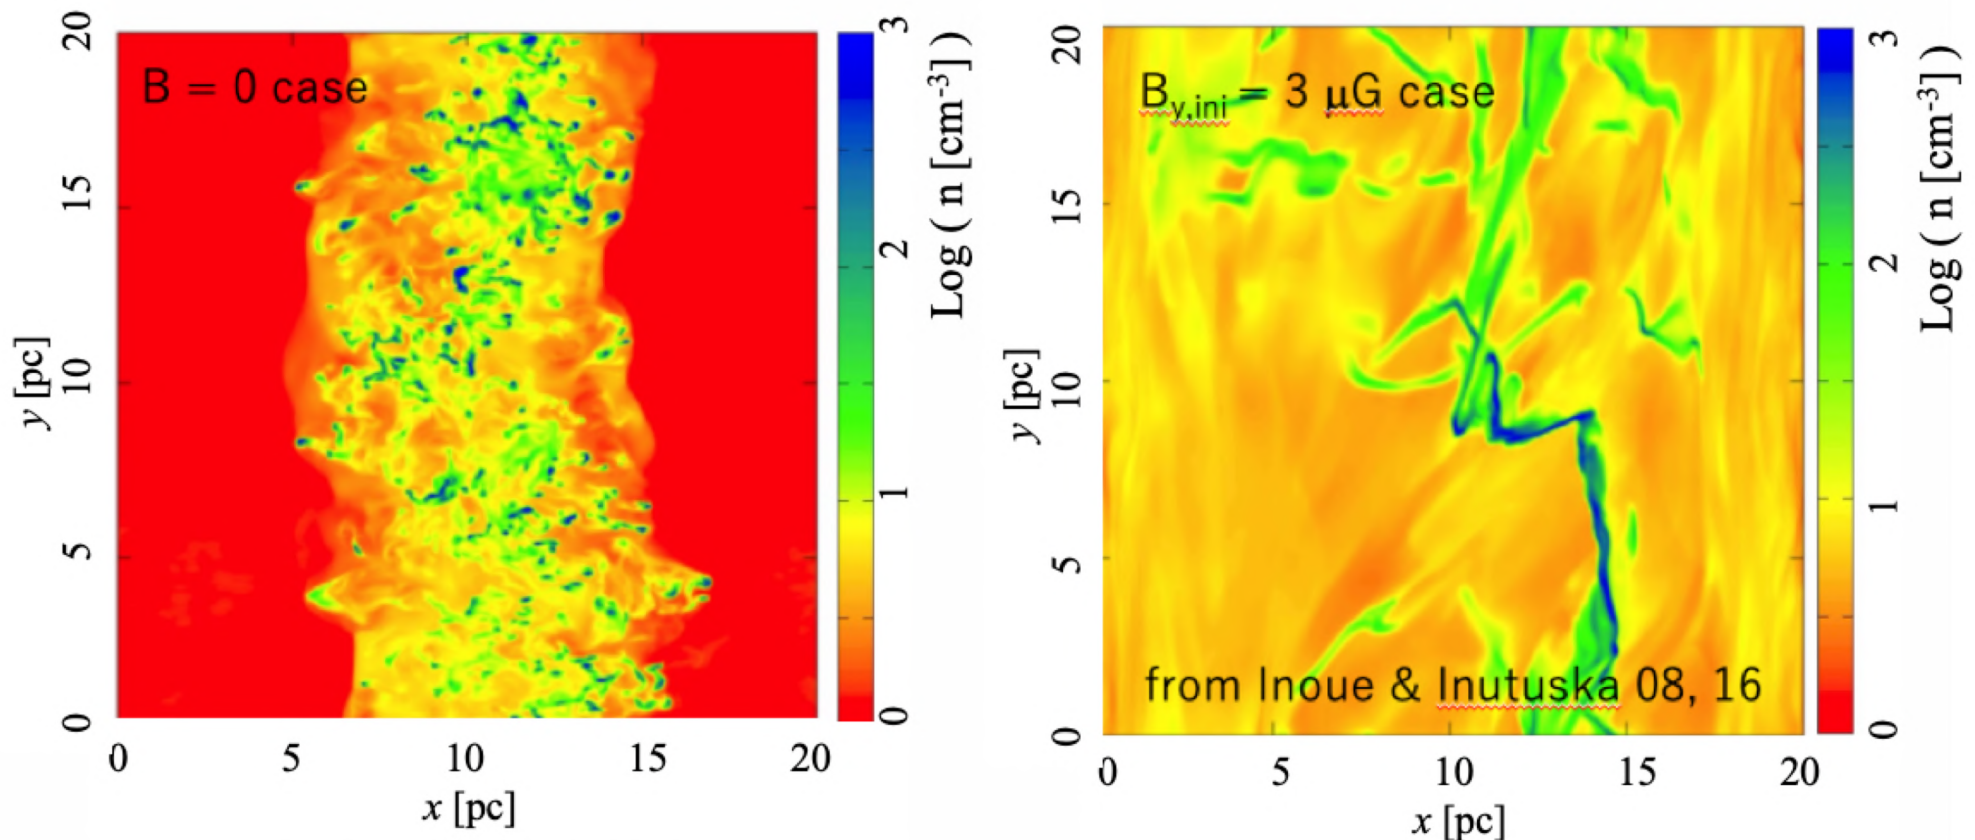 B = 0 case
20
15
10
5
0
y [pc]
0 5 10 15 20
x [pc]
3
2
1
0
Log ( n [cm-3] )
By,ini = 3 μG case
from Inoue & Inutuska 08, 16
20
15
10
5
0
y [pc]
0 5 10 15 20
x [pc]
3
2
1
0
Log ( n [cm-3] )